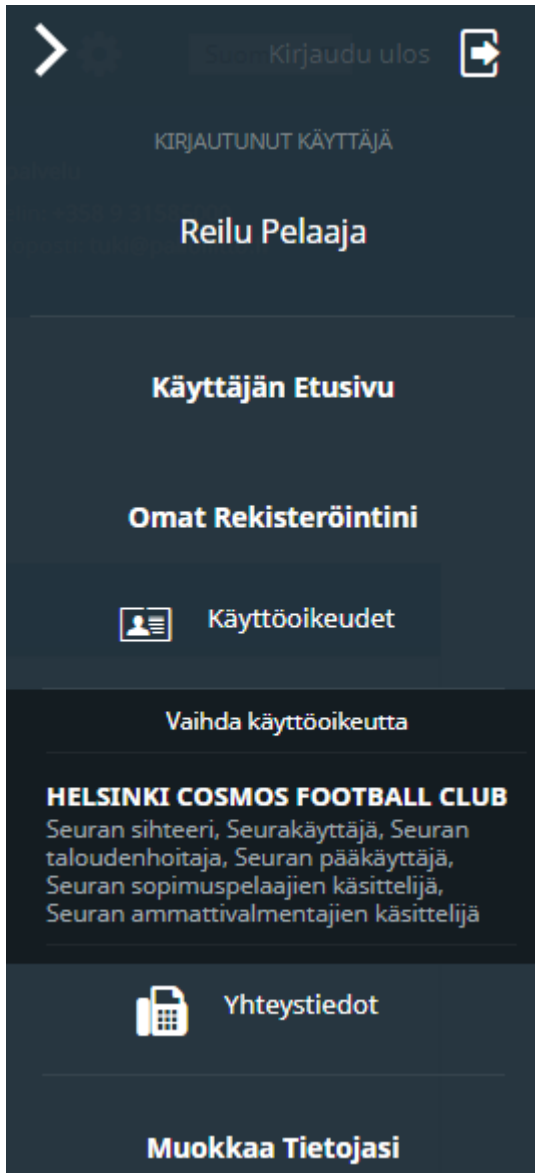 Kirjaudu ulos
KIRJAUTUNUT KÄYTTÄJÄ
Reilu Pelaaja
Käyttäjän Etusivu
Omat Rekisteröintini
Käyttöoikeudet
Vaihda käyttöoikeutta
HELSINKI COSMOS FOOTBALL CLUB
Seuran sihteeri, Seurakäyttäjä, Seuran
taloudenhoitaja, Seuran pääkäyttäjä,
Seuran sopimuspelaajien käsittelijä,
Seuran ammattivalmentajien käsittelijä
Yhteystiedot
Muokkaa Tietojasi